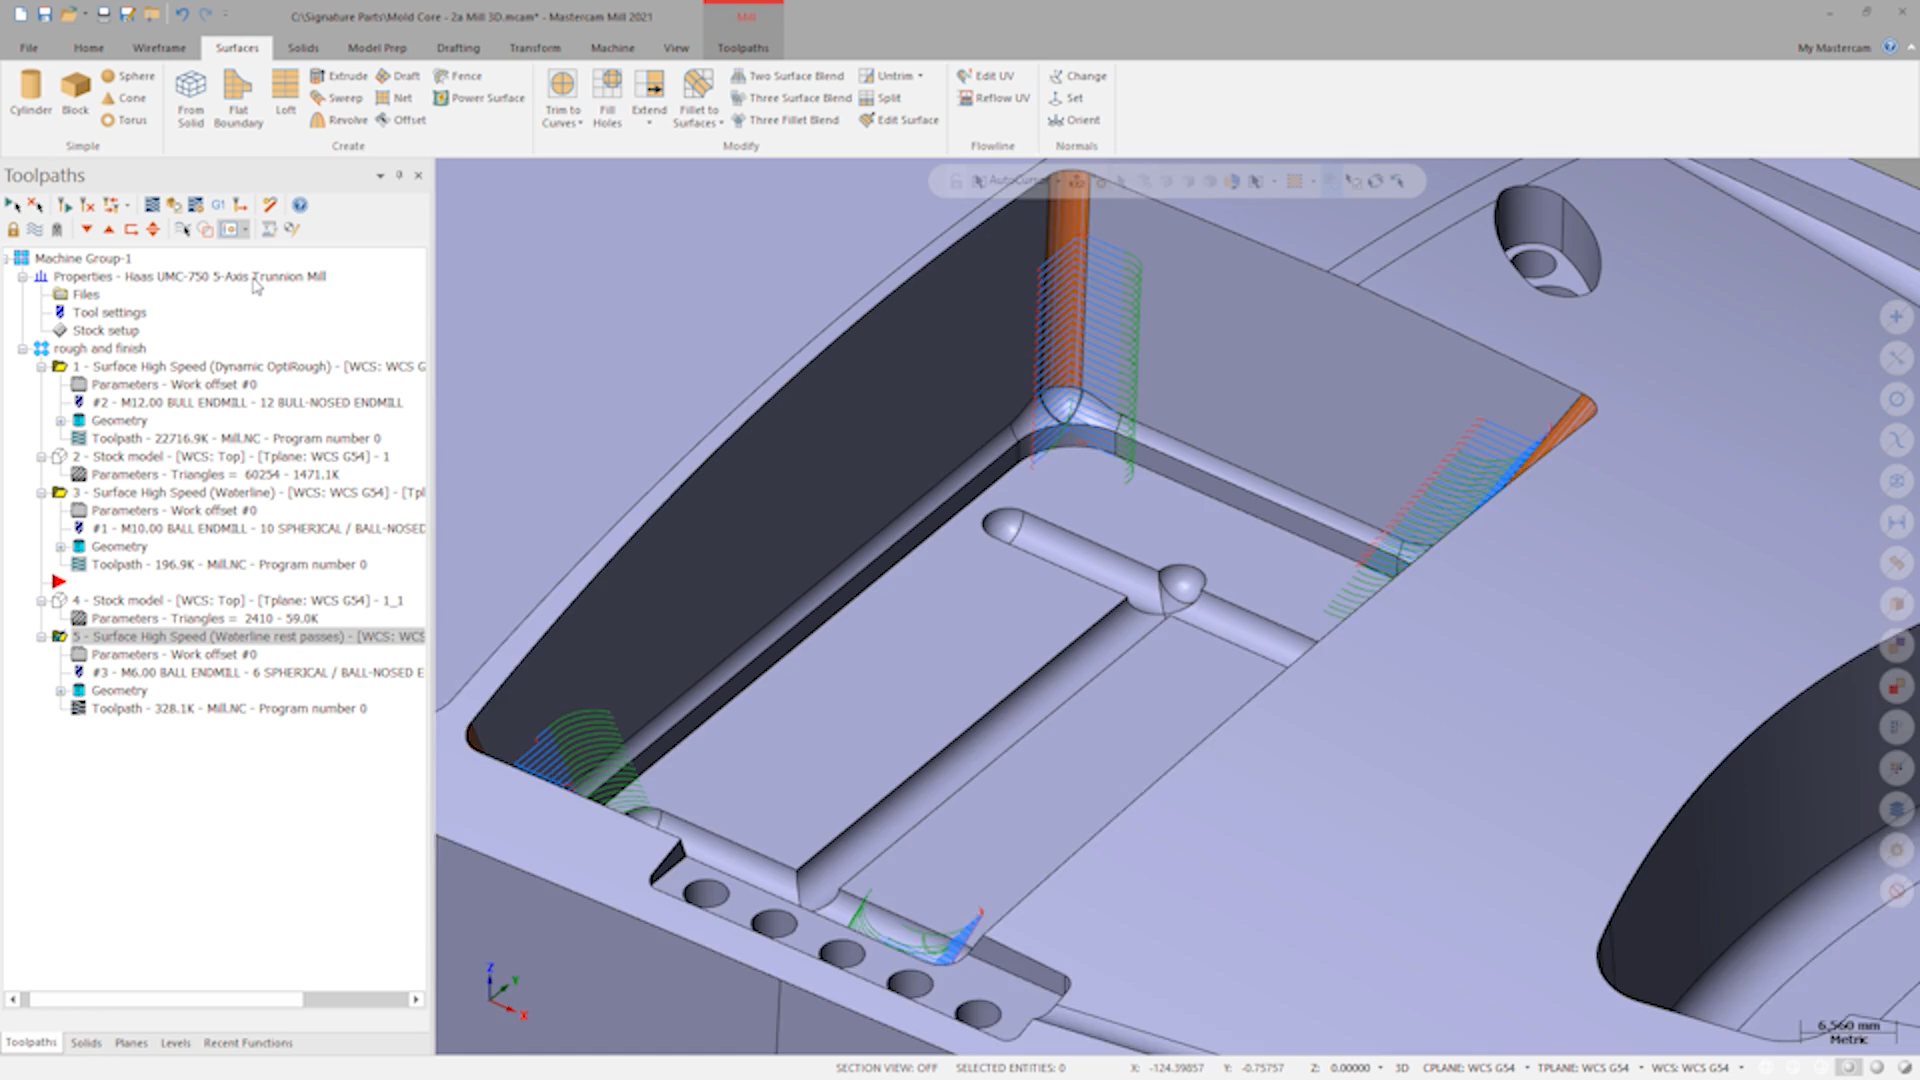 C:\Signature Parts\Mold Core - 2a Mill 3D.mcam* - Mastercam Mill 2021
Mill
File Home Wireframe Surfaces Solids Model Prep Drafting Transform Machine View Toolpaths
My Mastercam
Cylinder
Block
Sphere
Cone
Torus
Simple
From Solid
Flat Boundary
Loft
Extrude
Sweep
Revolve
Draft
Net
Offset
Fence
Power Surface
Create
Trim to Curves
Fill Holes
Extend
Fillet to Surfaces
Two Surface Blend
Three Surface Blend
Three Fillet Blend
Untrim
Split
Edit Surface
Modify
Edit UV
Reflow UV
Flowline
Change
Set
Orient
Normals
Toolpaths
G1
Machine Group-1
Properties - Haas UMC-750 5-Axis Trunnion Mill
Files
Tool settings
Stock setup
rough and finish
1 - Surface High Speed (Dynamic OptiRough) - [WCS: WCS G
Parameters - Work offset #0
#2 - M12.00 BULL ENDMILL - 12 BULL-NOSED ENDMILL
Geometry
Toolpath - 22716.9K - Mill.NC - Program number 0
2 - Stock model - [WCS: Top] - [Tplane: WCS G54] - 1
Parameters - Triangles = 60254 - 1471.1K
3 - Surface High Speed (Waterline) - [WCS: WCS G54] - [Tpl
Parameters - Work offset #0
#1 - M10.00 BALL ENDMILL - 10 SPHERICAL / BALL-NOSED
Geometry
Toolpath - 196.9K - Mill.NC - Program number 0
4 - Stock model - [WCS: Top] - [Tplane: WCS G54] - 1_1
Parameters - Triangles = 2410 - 59.0K
5 - Surface High Speed (Waterline rest passes) - [WCS: WCS
Parameters - Work offset #0
#3 - M6.00 BALL ENDMILL - 6 SPHERICAL / BALL-NOSED E
Geometry
Toolpath - 328.1K - Mill.NC - Program number 0
Toolpaths Solids Planes Levels Recent Functions
Z
Y
X
6.560 mm
Metric
SECTION VIEW: OFF SELECTED ENTITIES: 0 X: -124.39857 Y: -0.75757 Z: 0.00000 3D CPLANE: WCS G54 TPLANE: WCS G54 WCS: WCS G54